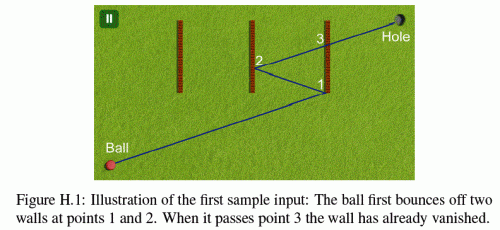 Hole
3
2
1
Ball
Figure H.1: Illustration of the first sample input: The ball first bounces off two
walls at points 1 and 2. When it passes point 3 the wall has already vanished.